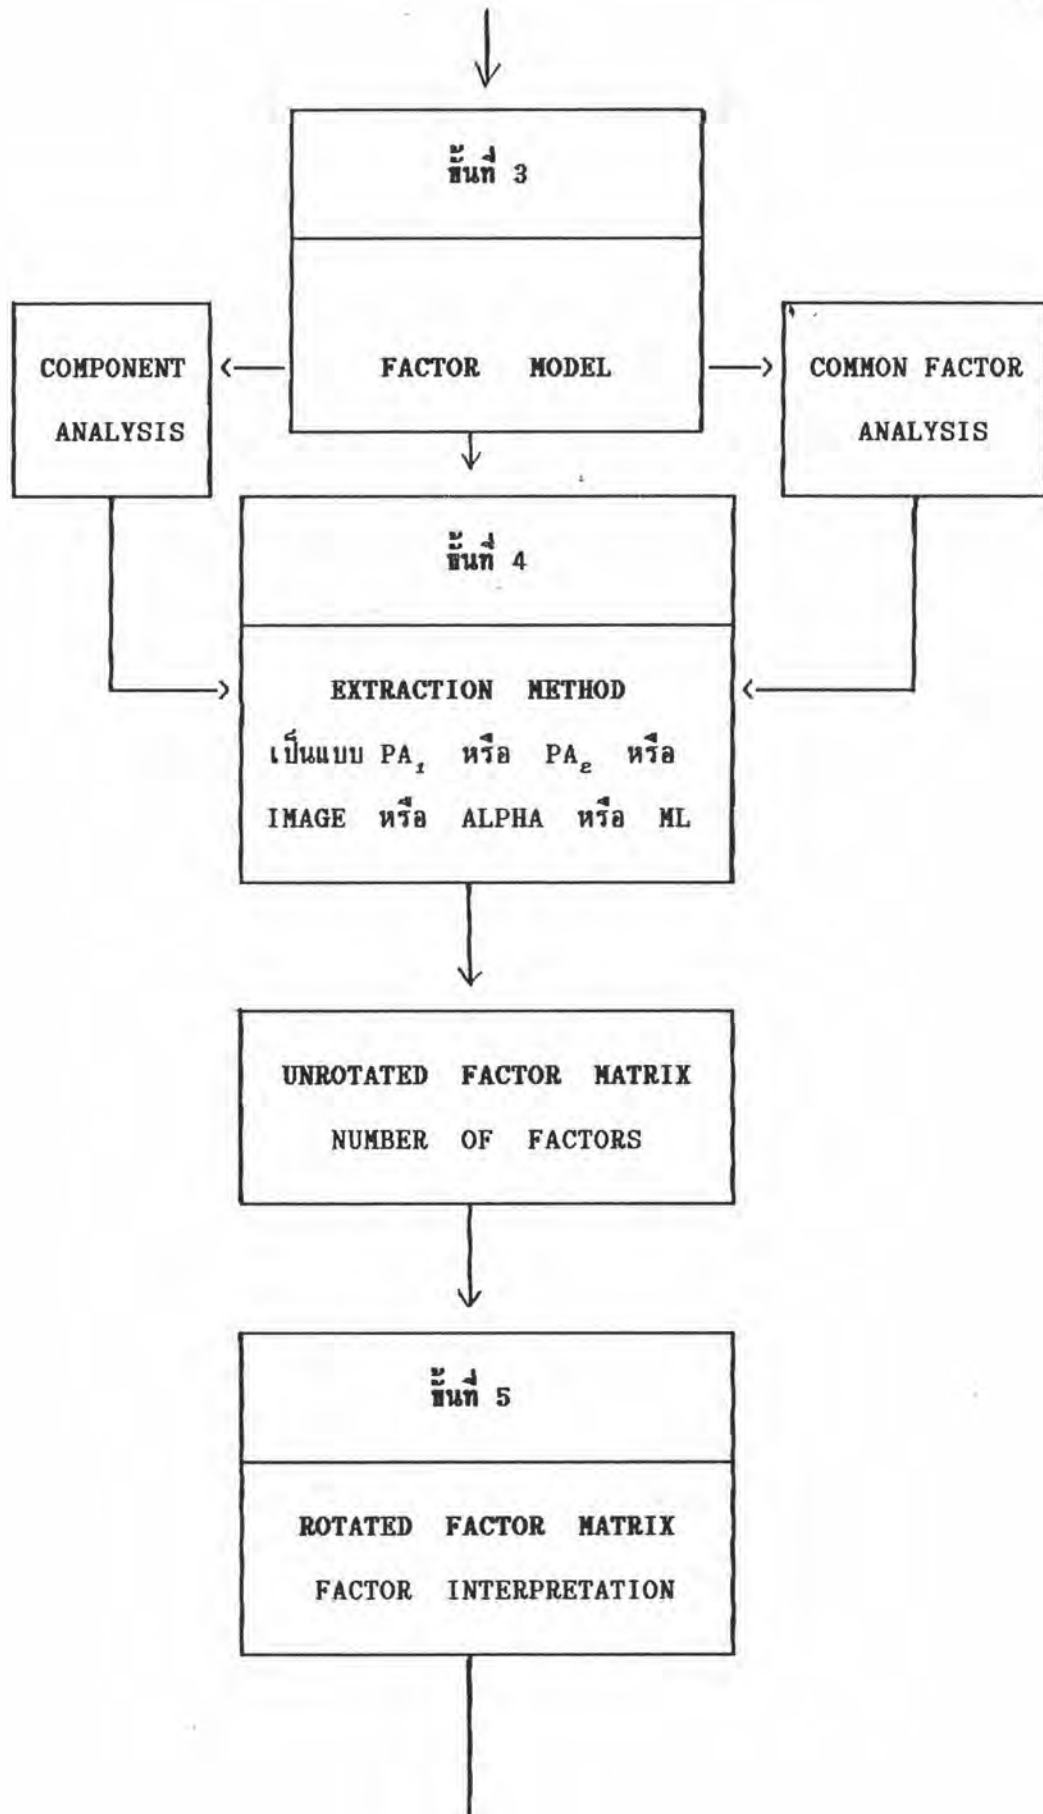 ขั้นที่ 3
FACTOR MODEL
COMPONENT
ANALYSIS
COMMON FACTOR
ANALYSIS
ขั้นที่ 4
EXTRACTION METHOD
เป็นแบบ PA₁ หรือ PA₂ หรือ
IMAGE หรือ ALPHA หรือ ML
UNROTATED FACTOR MATRIX
NUMBER OF FACTORS
ขั้นที่ 5
ROTATED FACTOR MATRIX
FACTOR INTERPRETATION